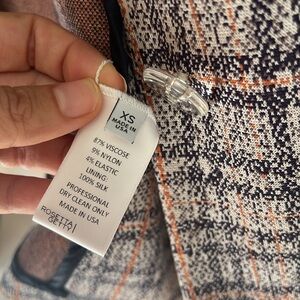 XS
MADE IN
USA
87% VISCOSE
9% NYLON
4% ELASTIC
LINING:
100% SILK
PROFESSIONAL
DRY CLEAN ONLY
MADE IN USA
ROSETTA
GETTY